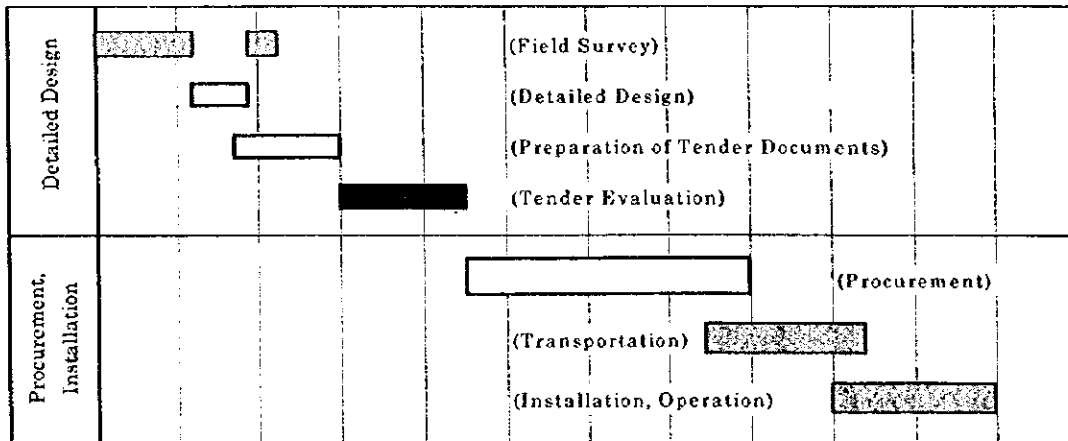 Detailed Design
(Field Survey)
(Detailed Design)
(Preparation of Tender Documents)
(Tender Evaluation)
Procurement,
Installation
(Procurement)
(Transportation)
(Installation, Operation)